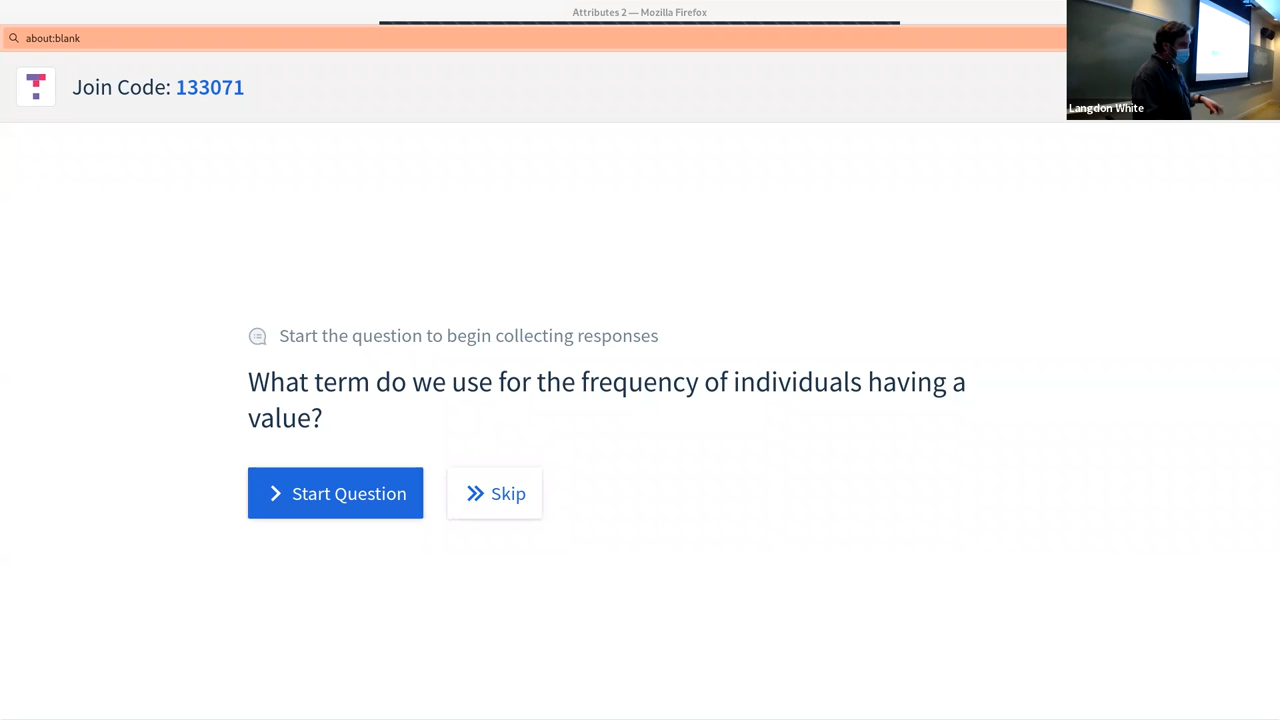 Attributes 2 — Mozilla Firefox
about:blank
Join Code: 133071
Langdon White
Start the question to begin collecting responses
What term do we use for the frequency of individuals having a
value?
Start Question
Skip